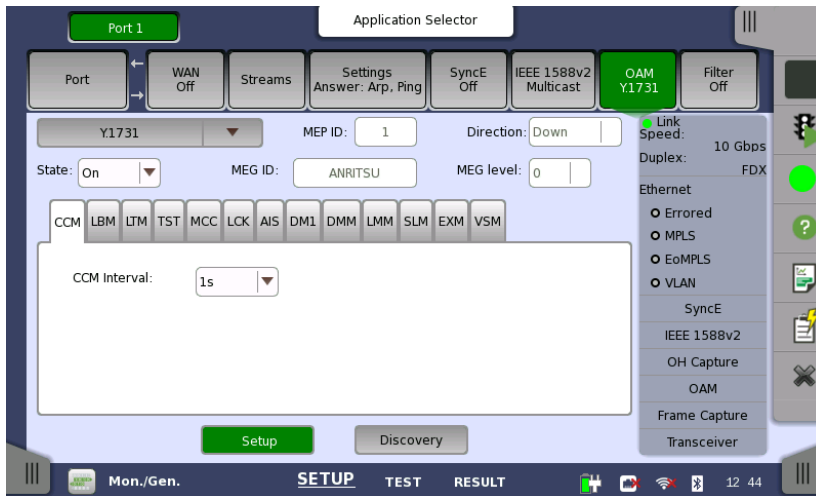 Port 1
Application Selector
Port
WAN
Off
Streams
Settings
Answer: Arp, Ping
SyncE
Off
IEEE 1588v2
Multicast
OAM
Y.1731
Filter
Off
Y.1731
MEP ID:
1
Direction:
Down
State:
On
MEG ID:
ANRITSU
MEG level:
0
CCM
LBM
LTM
TST
MCC
LCK
AIS
DM1
DMM
LMM
SLM
EXM
VSM
CCM Interval:
1s
Setup
Discovery
Link
Speed:
10 Gbps
Duplex:
FDX
Ethernet
Errored
MPLS
EoMPLS
VLAN
SyncE
IEEE 1588v2
OH Capture
OAM
Frame Capture
Transceiver
Mon./Gen.
SETUP
TEST
RESULT
12 44